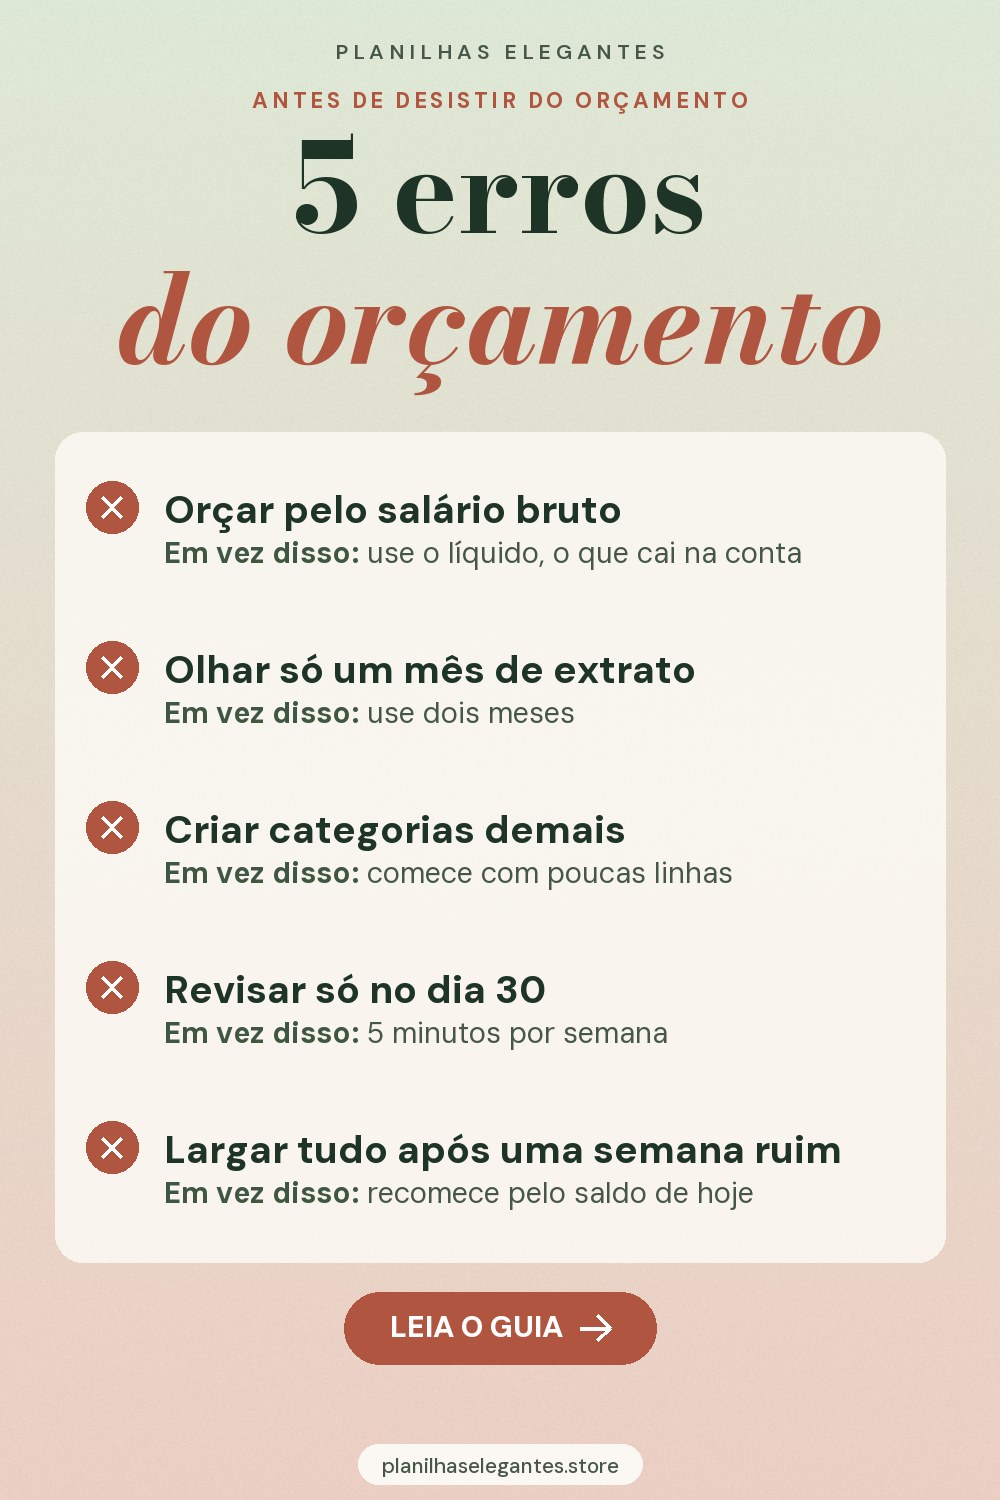 PLANILHAS ELEGANTES
ANTES DE DESISTIR DO ORÇAMENTO
5 erros
do orçamento
Orçar pelo salário bruto
Em vez disso: use o líquido, o que cai na conta
Olhar só um mês de extrato
Em vez disso: use dois meses
Criar categorias demais
Em vez disso: comece com poucas linhas
Revisar só no dia 30
Em vez disso: 5 minutos por semana
Largar tudo após uma semana ruim
Em vez disso: recomece pelo saldo de hoje
LEIA O GUIA →
planilhaselegantes.store